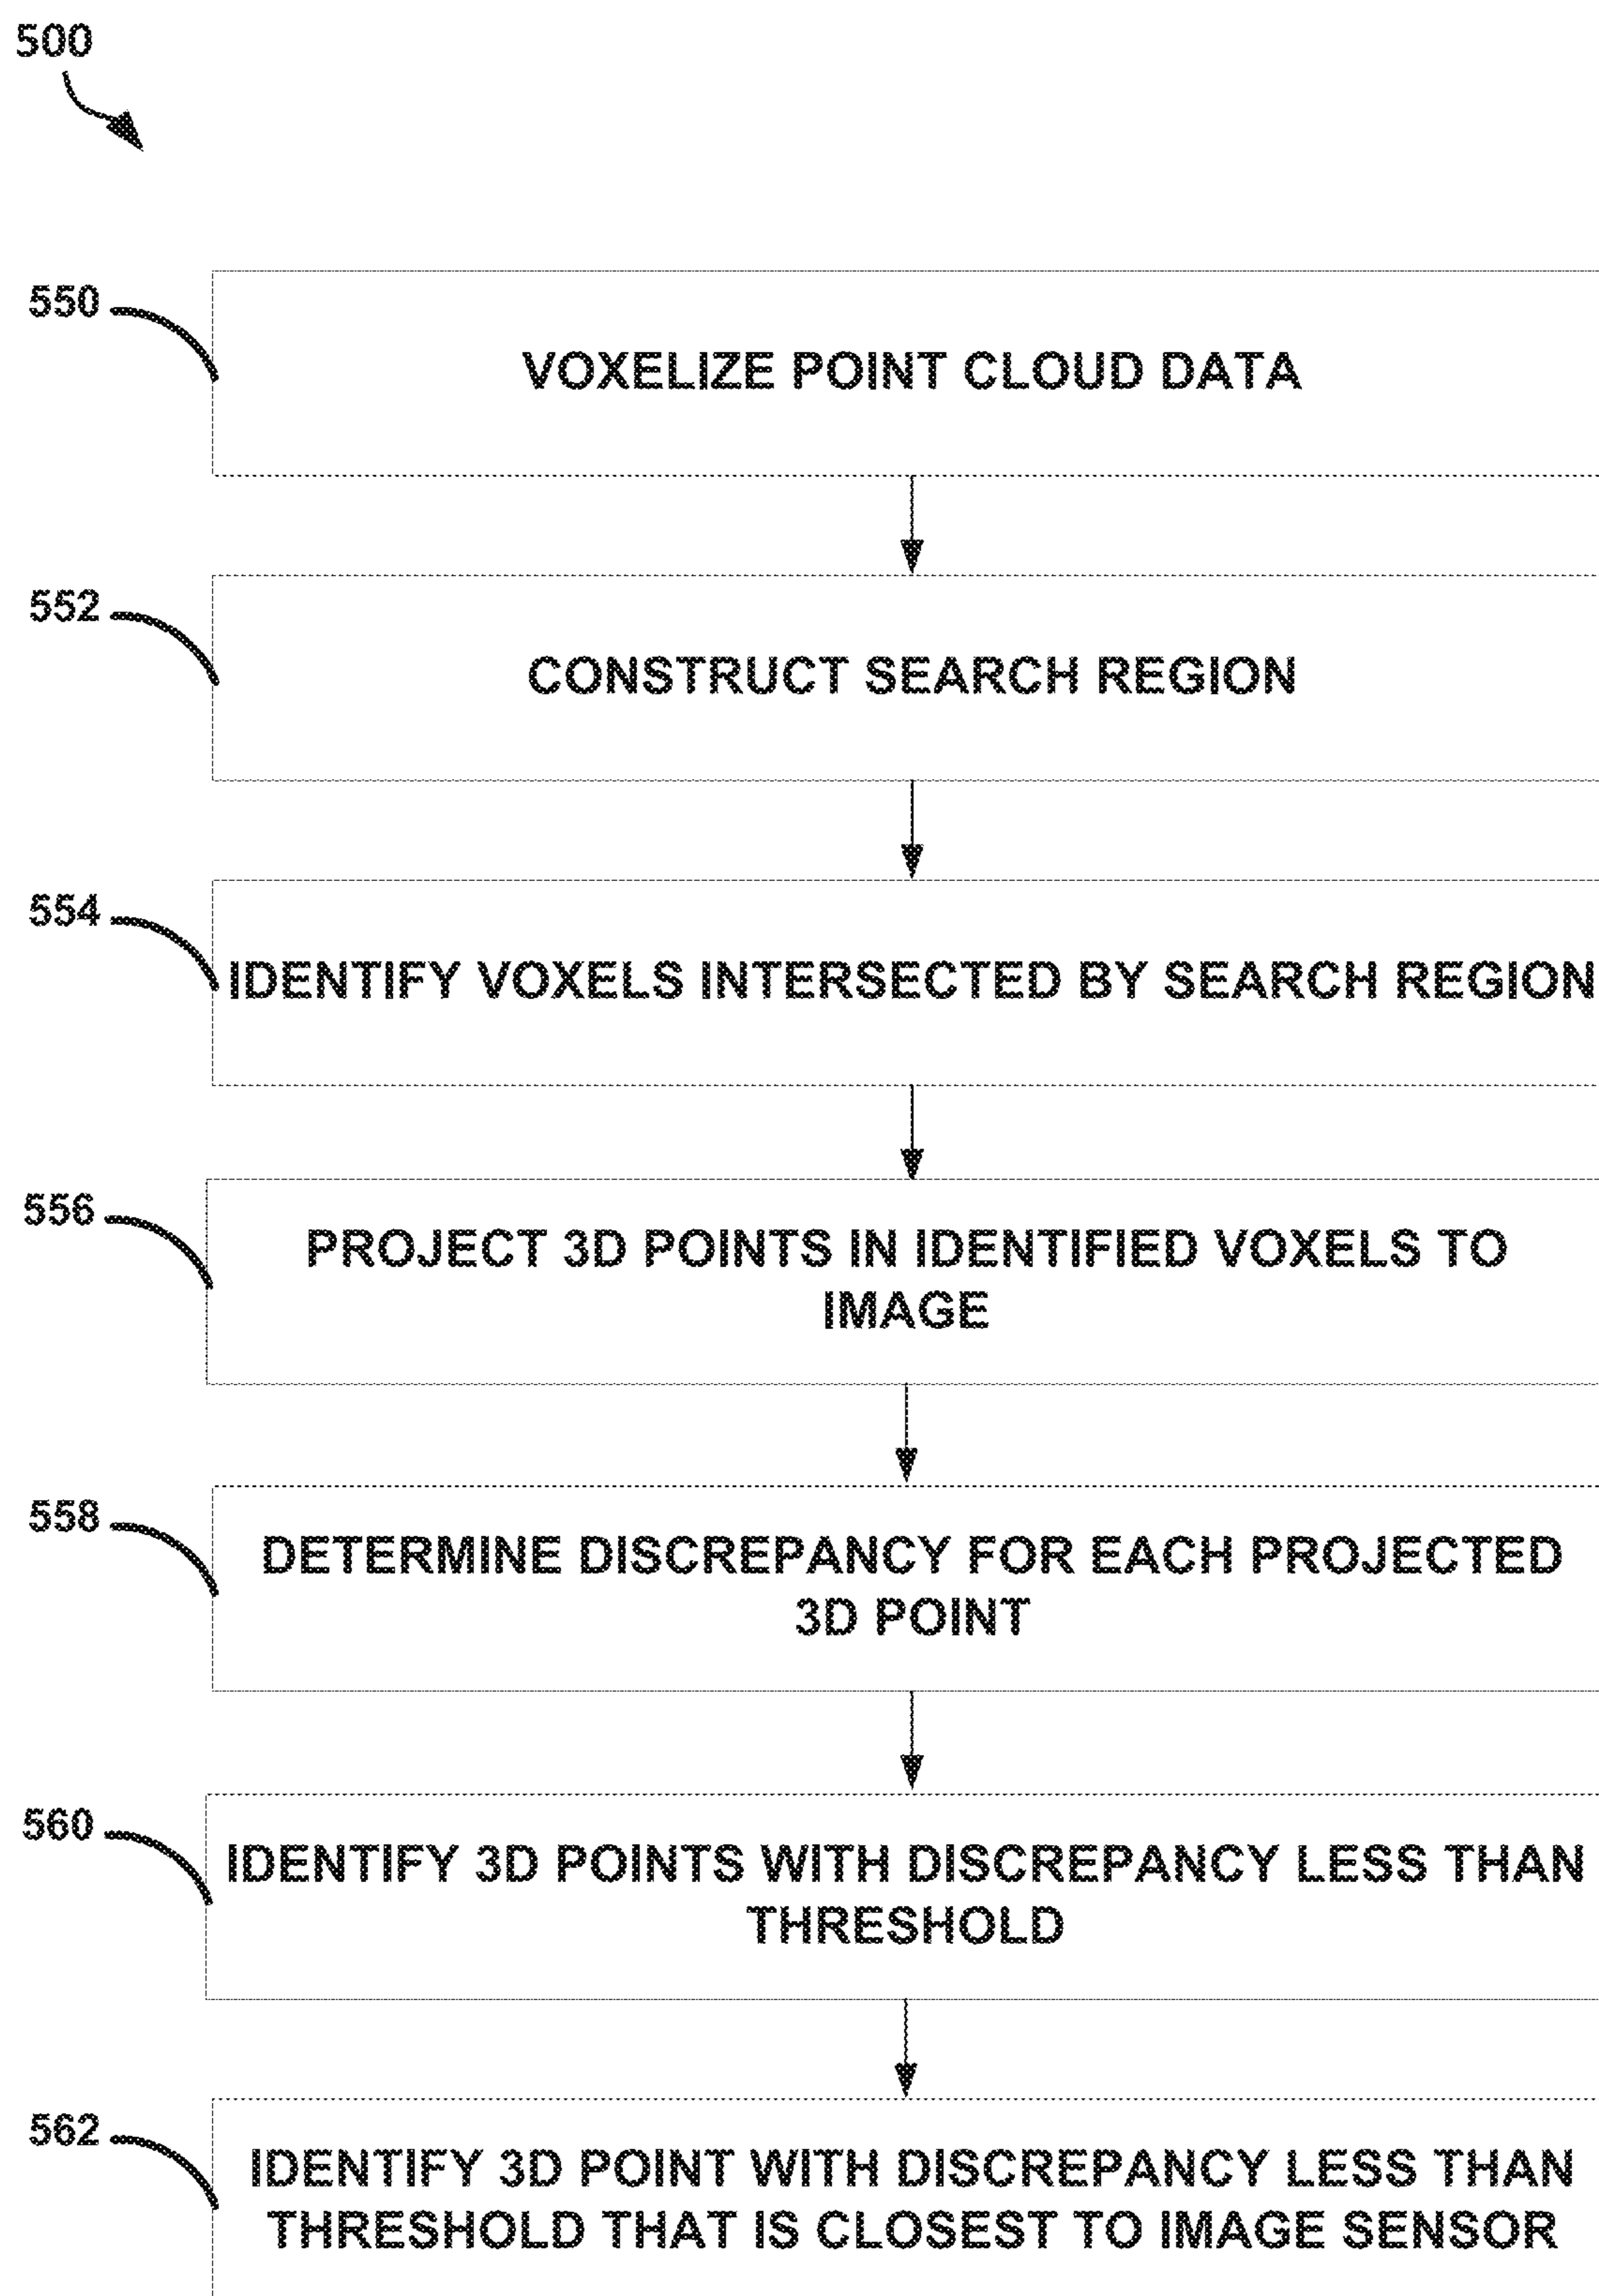 500
550
VOXELIZE POINT CLOUD DATA
552
CONSTRUCT SEARCH REGION
554
IDENTIFY VOXELS INTERSECTED BY SEARCH REGION
556
PROJECT 3D POINTS IN IDENTIFIED VOXELS TO
IMAGE
558
DETERMINE DISCREPANCY FOR EACH PROJECTED
3D POINT
560
IDENTIFY 3D POINTS WITH DISCREPANCY LESS THAN
THRESHOLD
562
IDENTIFY 3D POINT WITH DISCREPANCY LESS THAN
THRESHOLD THAT IS CLOSEST TO IMAGE SENSOR